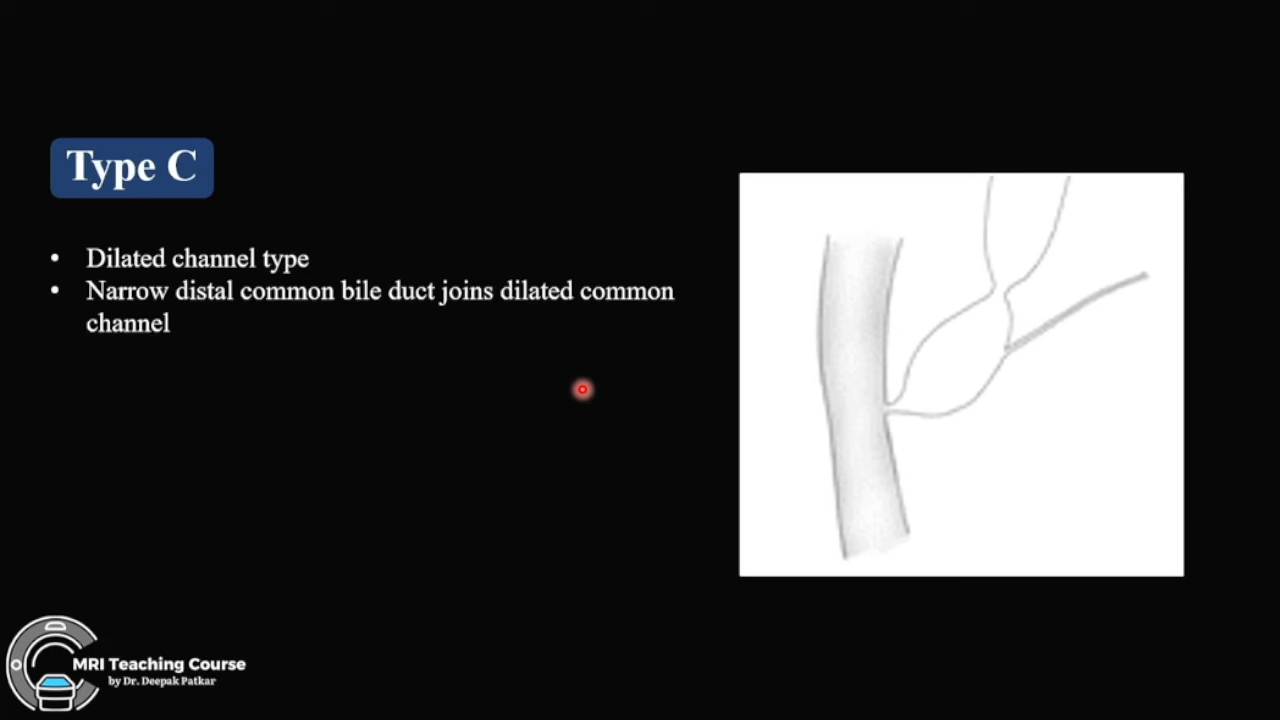 Type C
• Dilated channel type
• Narrow distal common bile duct joins dilated common
channel
MRI Teaching Course
by Dr. Deepak Patkar